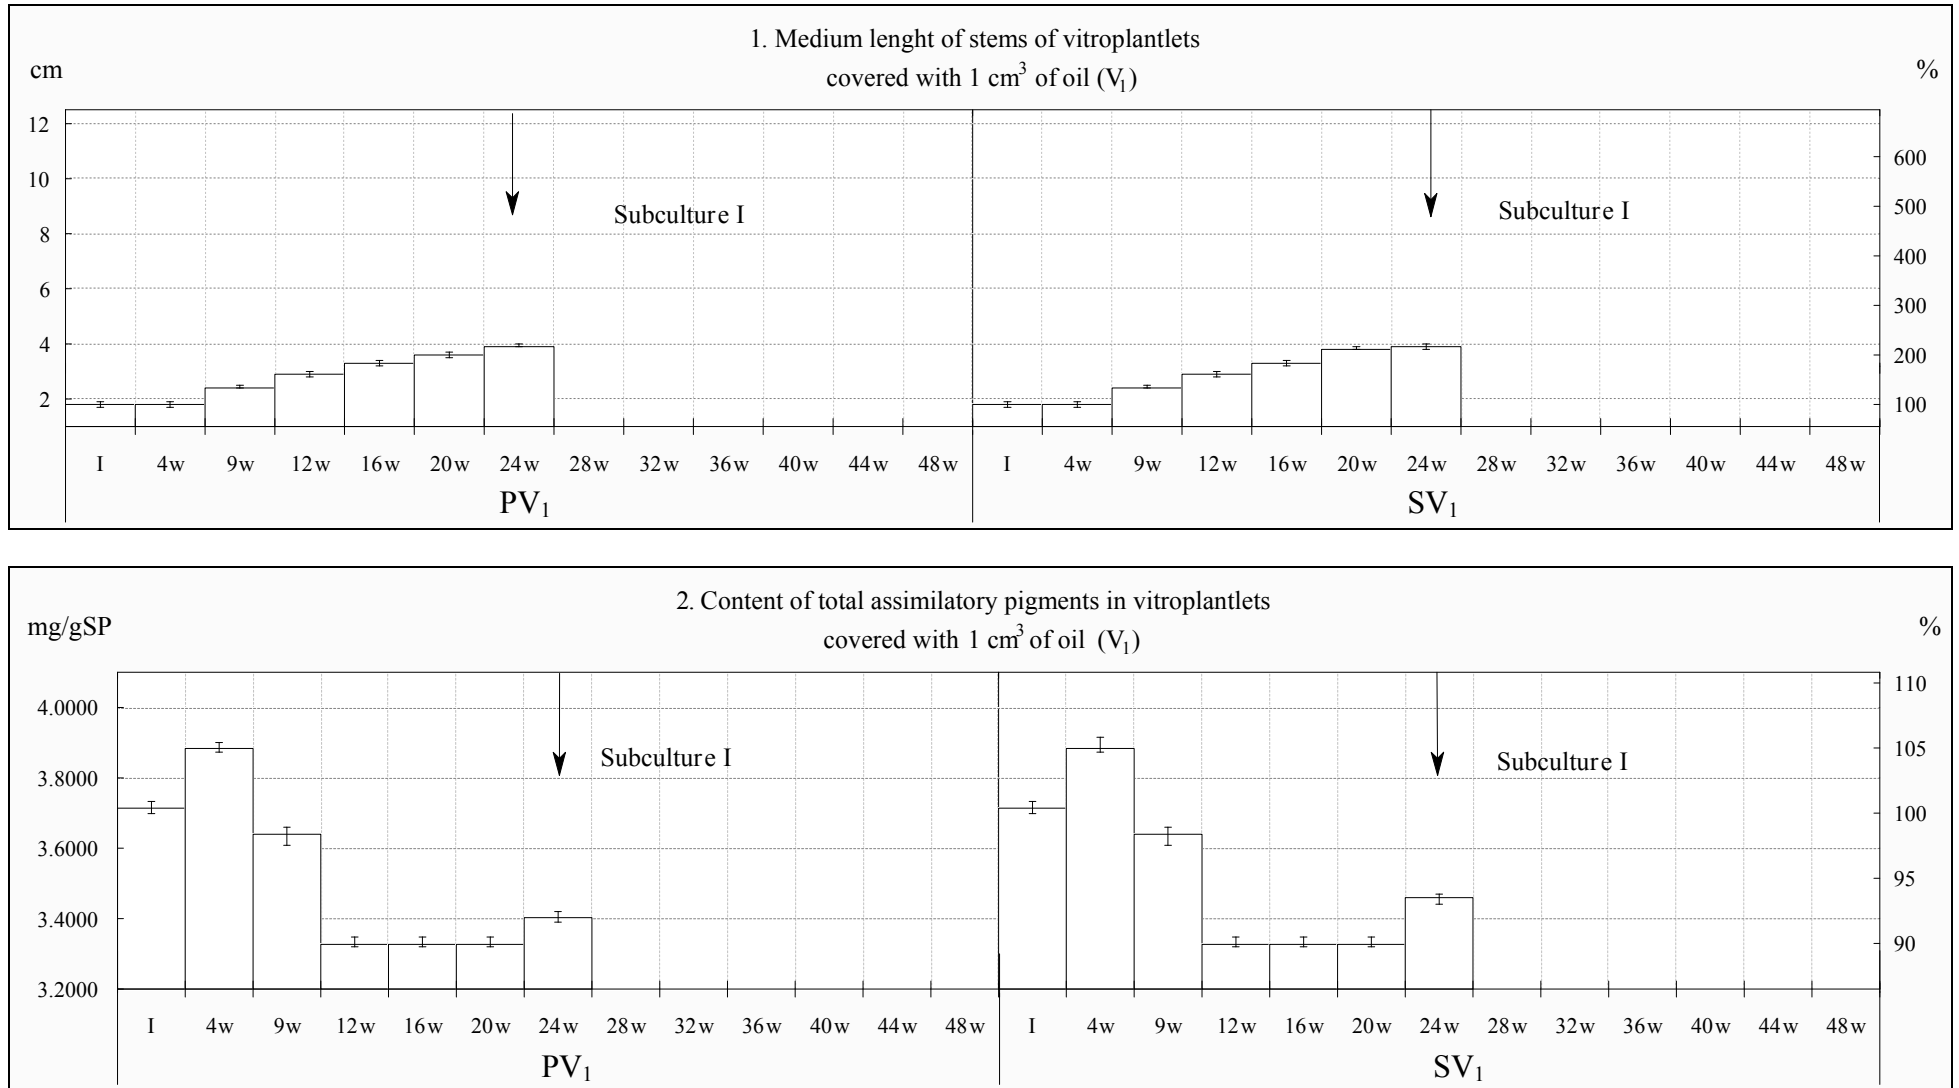 1. Medium lenght of stems of vitroplantlets
covered with 1 cm³ of oil (V₁)
cm
%
12
10
8
6
4
2
600
500
400
300
200
100
Subculture I
Subculture I
I 4w 9w 12w 16w 20w 24w 28w 32w 36w 40w 44w 48w
I 4w 9w 12w 16w 20w 24w 28w 32w 36w 40w 44w 48w
PV₁
SV₁
2. Content of total assimilatory pigments in vitroplantlets
covered with 1 cm³ of oil (V₁)
mg/gSP
%
4.0000
3.8000
3.6000
3.4000
3.2000
110
105
100
95
90
Subculture I
Subculture I
I 4w 9w 12w 16w 20w 24w 28w 32w 36w 40w 44w 48w
I 4w 9w 12w 16w 20w 24w 28w 32w 36w 40w 44w 48w
PV₁
SV₁